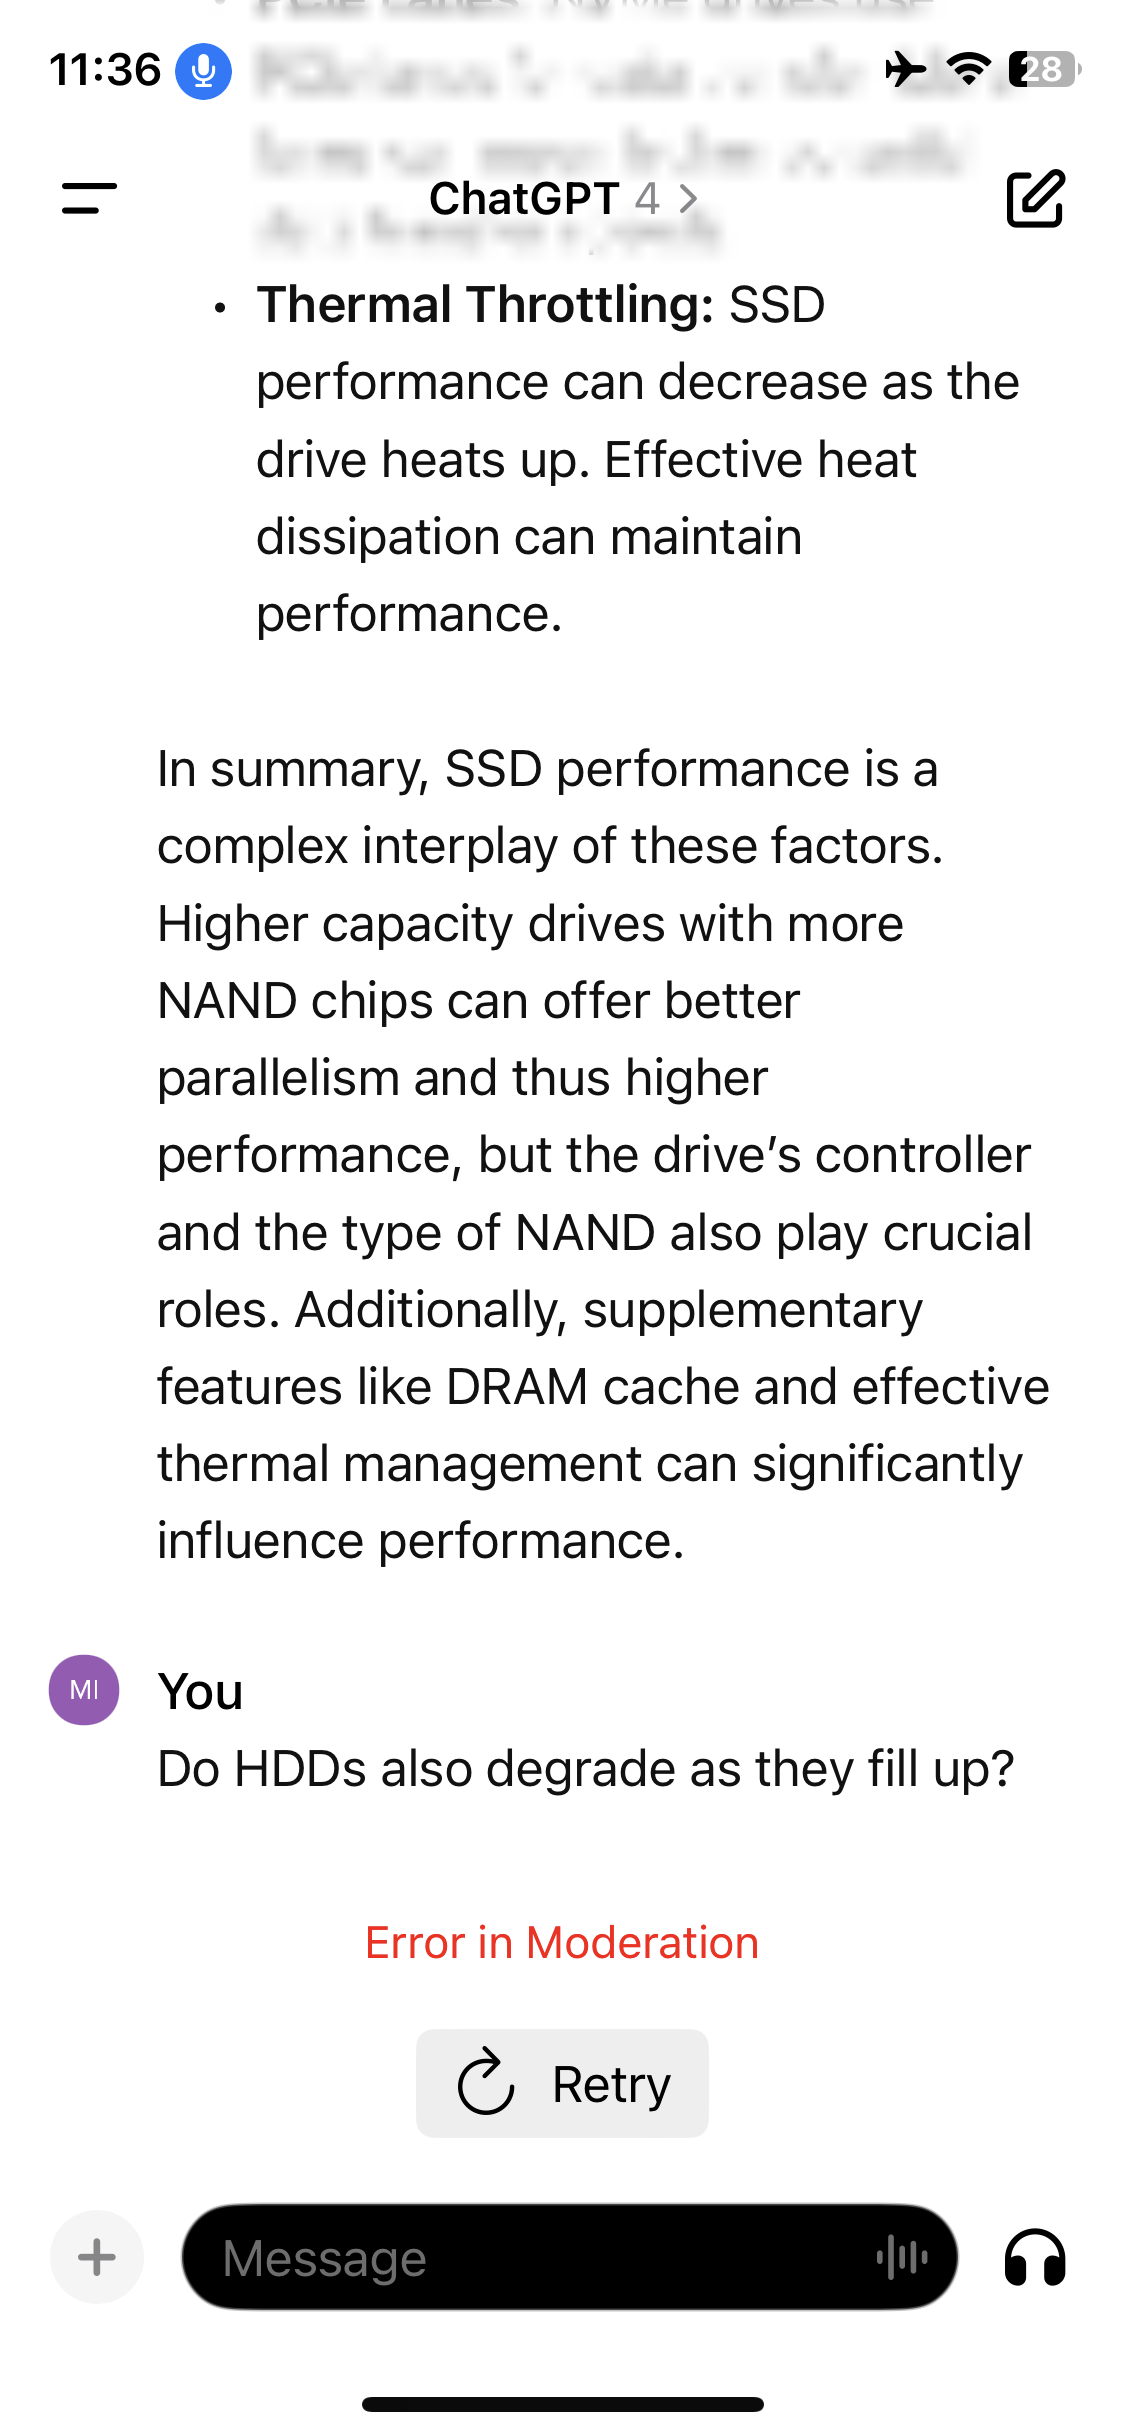 11:36
28
ChatGPT 4
• Thermal Throttling: SSD
performance can decrease as the
drive heats up. Effective heat
dissipation can maintain
performance.
In summary, SSD performance is a
complex interplay of these factors.
Higher capacity drives with more
NAND chips can offer better
parallelism and thus higher
performance, but the drive’s controller
and the type of NAND also play crucial
roles. Additionally, supplementary
features like DRAM cache and effective
thermal management can significantly
influence performance.
MI
You
Do HDDs also degrade as they fill up?
Error in Moderation
Retry
Message